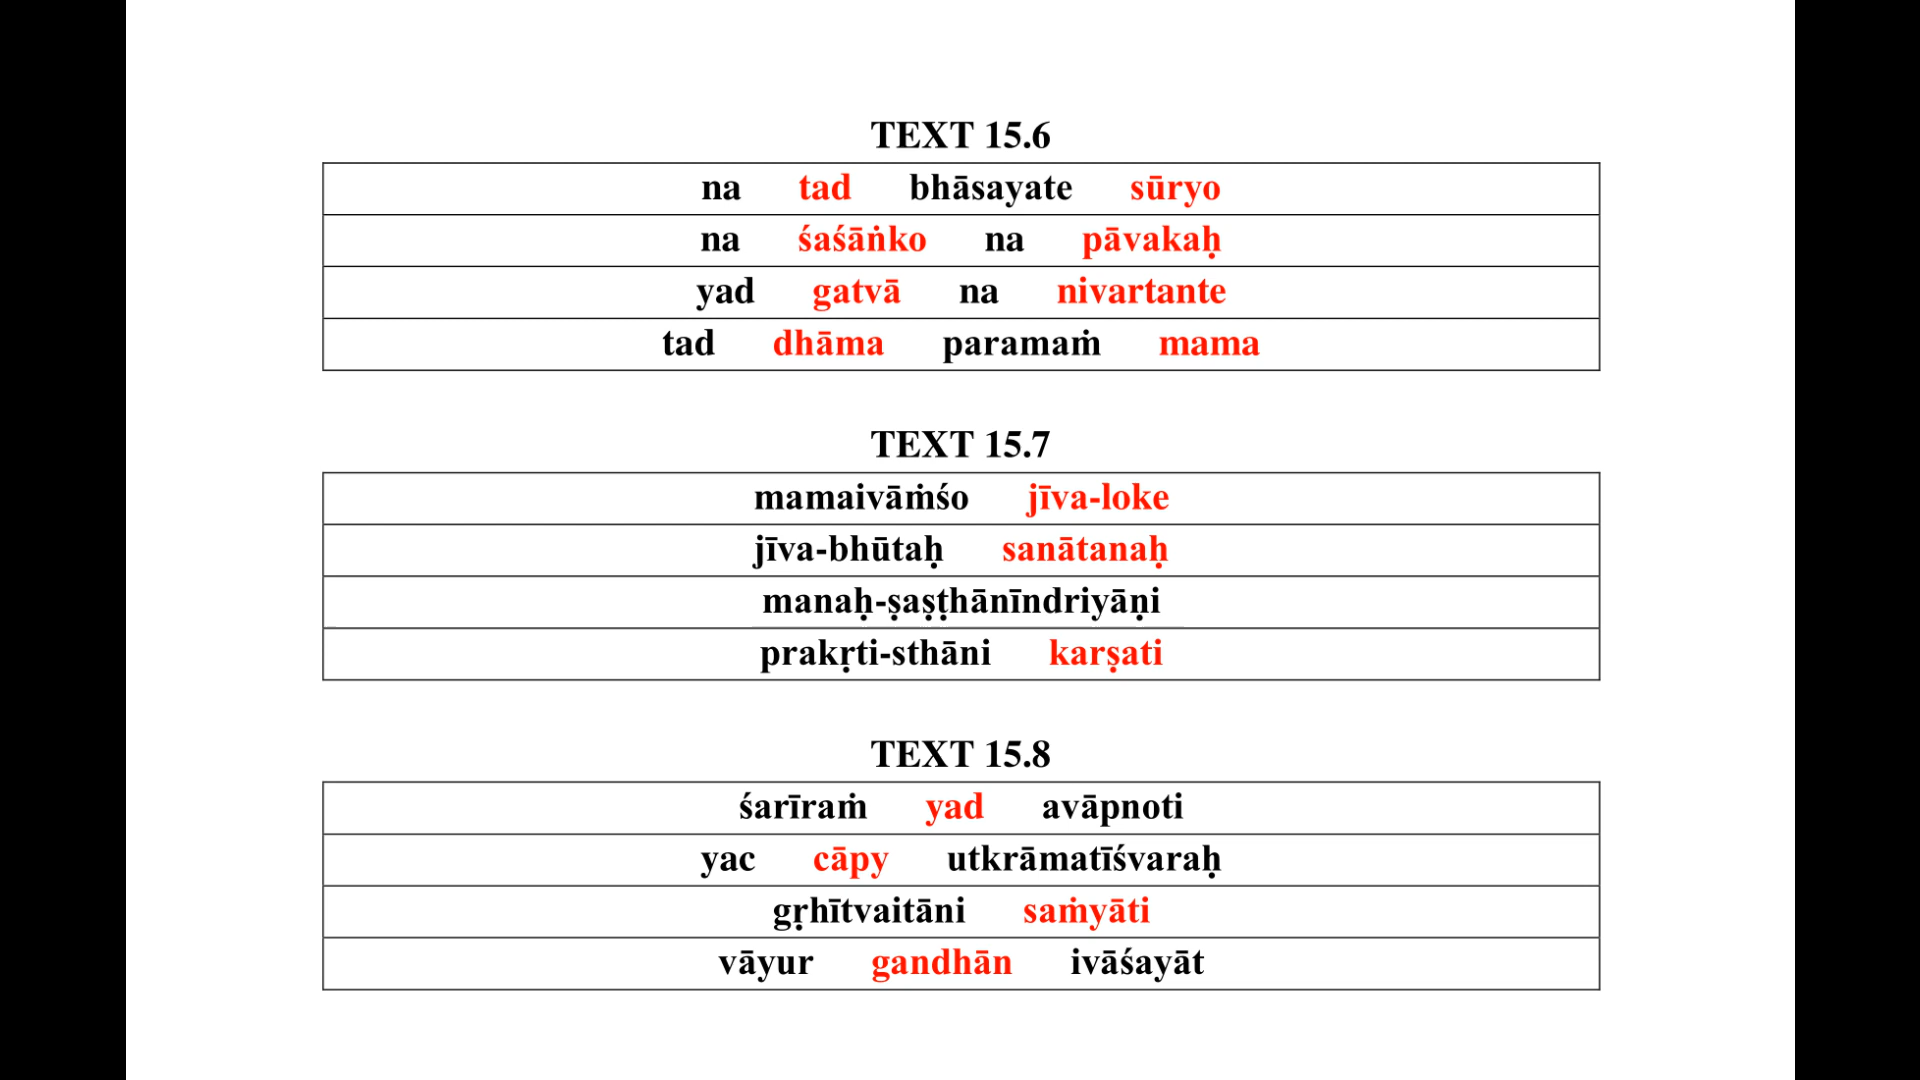 TEXT 15.6
na tad bhāsayate sūryo
na śaśāṅko na pāvakaḥ
yad gatvā na nivartante
tad dhāma paramaṁ mama
TEXT 15.7
mamaivāṁśo jīva-loke
jīva-bhūtaḥ sanātanaḥ
manaḥ-ṣaṣṭhānīndriyāṇi
prakṛti-sthāni karṣati
TEXT 15.8
śarīraṁ yad avāpnoti
yac cāpy utkrāmatīśvaraḥ
gṛhītvaitāni saṁyāti
vāyur gandhān ivāśayāt